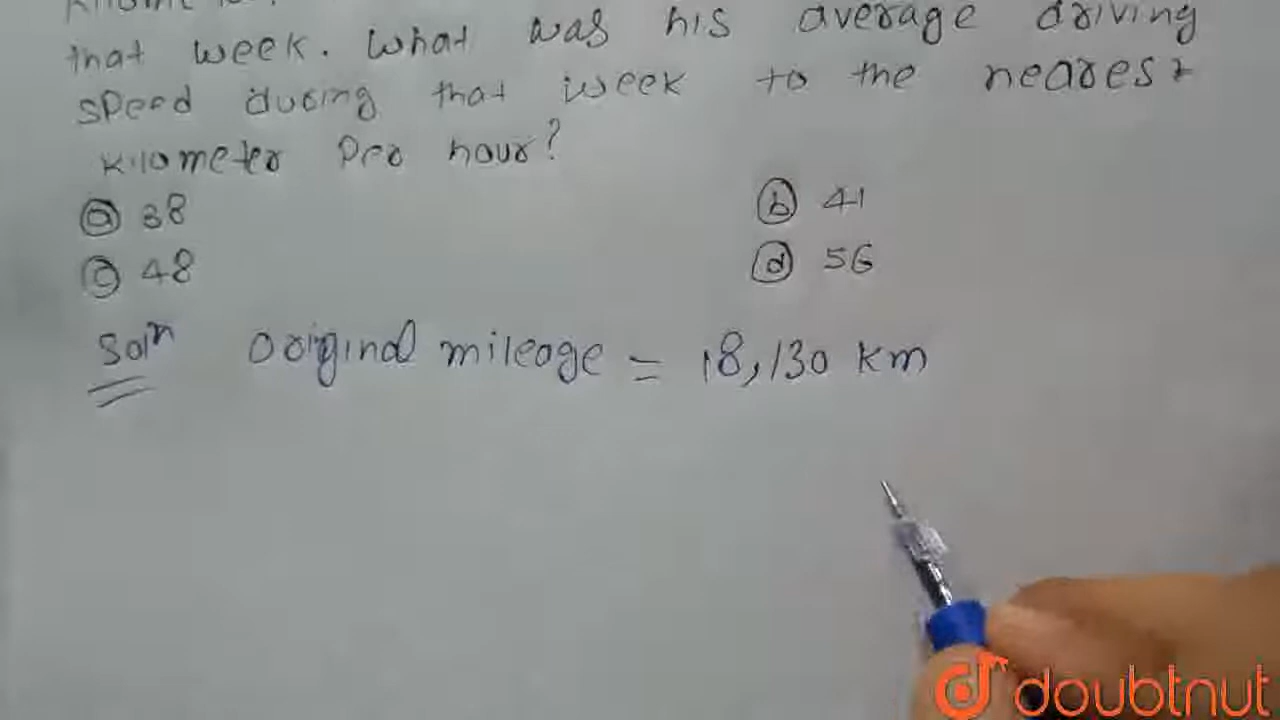 that week. What was his average driving
speed during that week to the nearest
kilometer per hour?
(a) 38
(b) 41
(c) 48
(d) 56
Soln Original mileage = 18,130 km
doubtnut